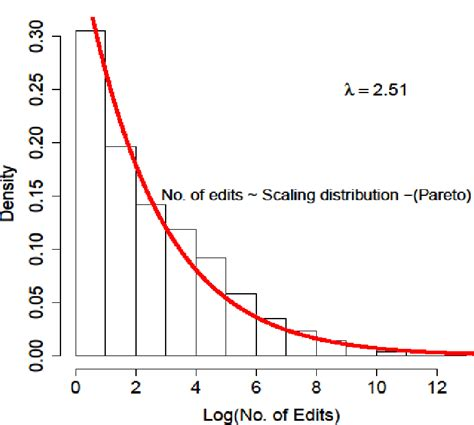 0.30
0.25
0.20
0.15
0.10
0.05
0.00
Density
λ = 2.51
No. of edits ~ Scaling distribution −(Pareto)
0 2 4 6 8 10 12
Log(No. of Edits)